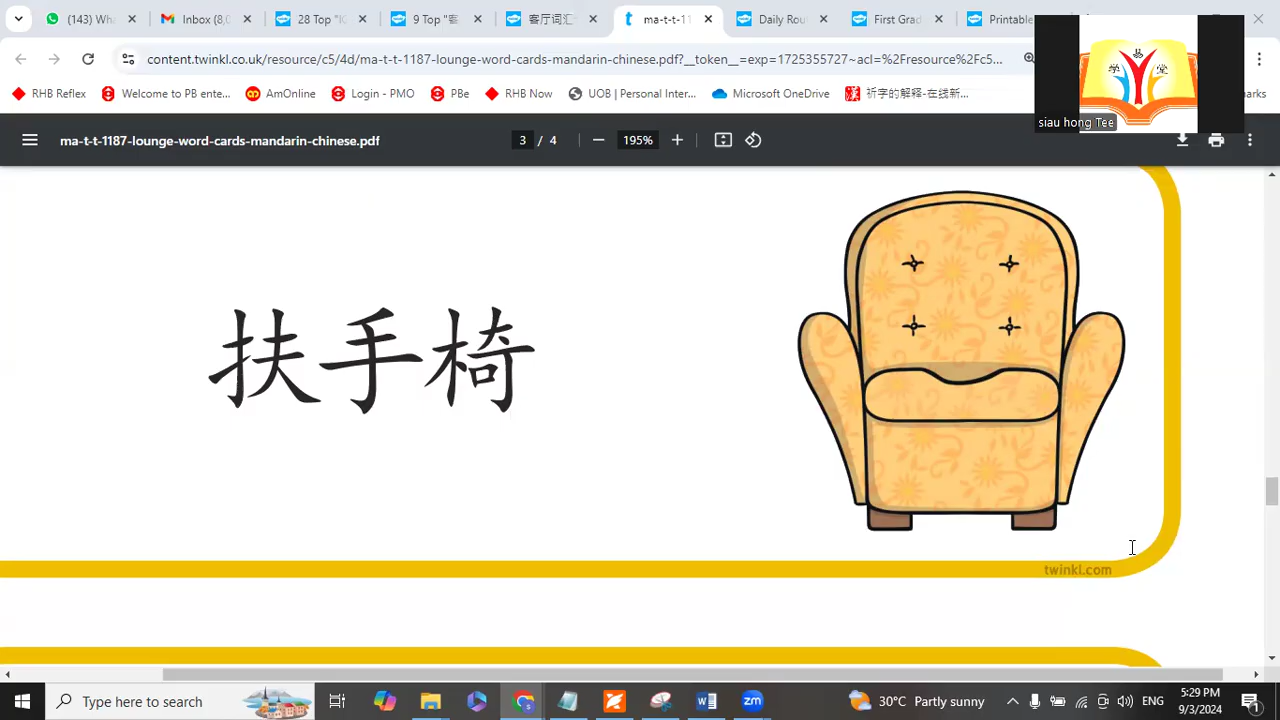 (143) Wha
Inbox (8,0
28 Top "K
9 Top "客
客厅词汇
ma-t-t-11
Daily Rou
First Grad
Printable
content.twinkl.co.uk/resource/c5/4d/ma-t-t-1187-lounge-word-cards-mandarin-chinese.pdf?__token__=exp=1725355727~acl=%2Fresource%2Fc5...
RHB Reflex
Welcome to PB ente...
AmOnline
Login - PMO
PBe
RHB Now
UOB | Personal Inter...
Microsoft OneDrive
祈字的解释-在线新...
学 堂
siau hong Tee
ma-t-t-1187-lounge-word-cards-mandarin-chinese.pdf
3 / 4
195%
扶手椅
twinkl.com
Type here to search
30°C Partly sunny
ENG
5:29 PM
9/3/2024